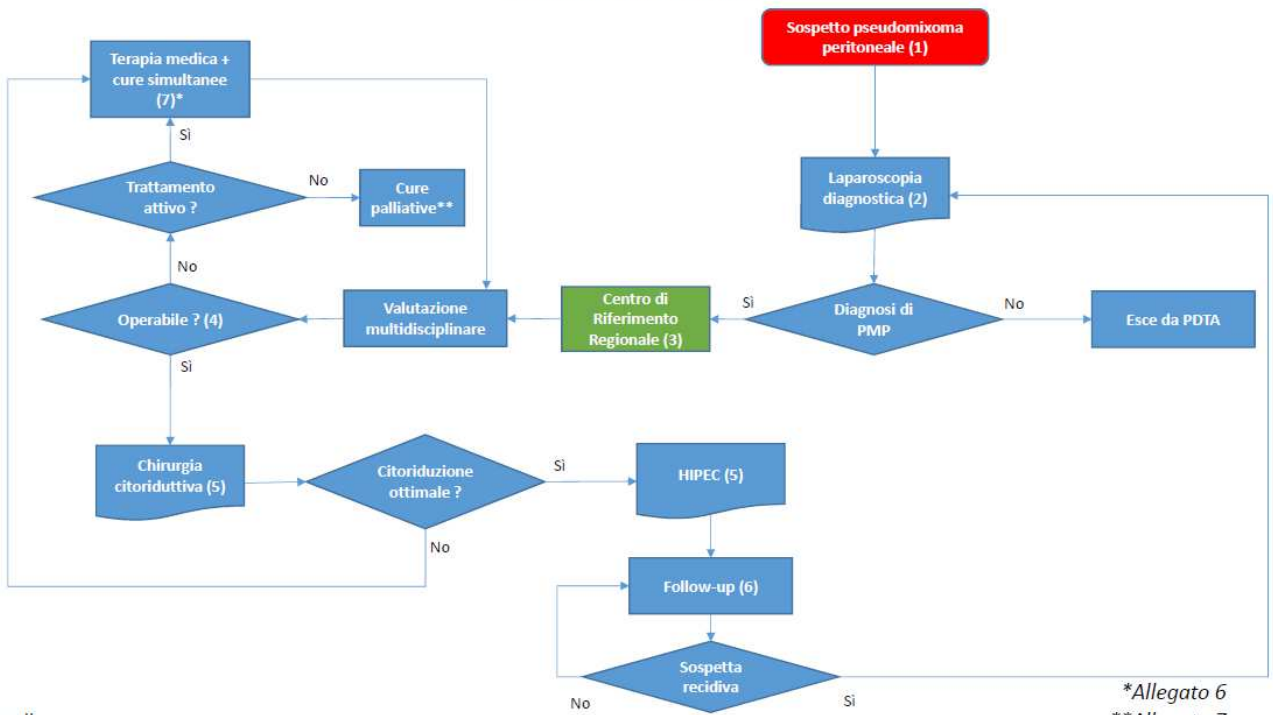 Sospetto pseudomixoma
peritoneale (1)
Terapia medica +
cure simultanee
(7)*
Sì
Trattamento
attivo ?
No
Cure
palliative**
Laparoscopia
diagnostica (2)
No
Operabile ? (4)
Valutazione
multidisciplinare
Centro di
Riferimento
Regionale (3)
Sì
Diagnosi di
PMP
No
Esce da PDTA
Sì
Chirurgia
citoriduttiva (5)
Citoriduzione
ottimale ?
Sì
HIPEC (5)
No
Follow-up (6)
Sospetta
recidiva
No
Sì
*Allegato 6
**Allegato 7